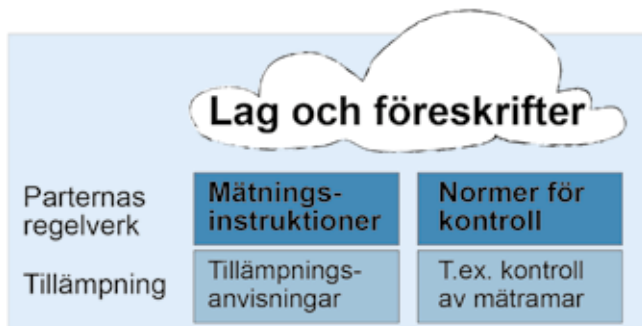 Lag och föreskrifter
Parternas
regelverk
Mätnings-
instruktioner
Normer för
kontroll
Tillämpning
Tillämpnings-
anvisningar
T.ex. kontroll
av mätramar